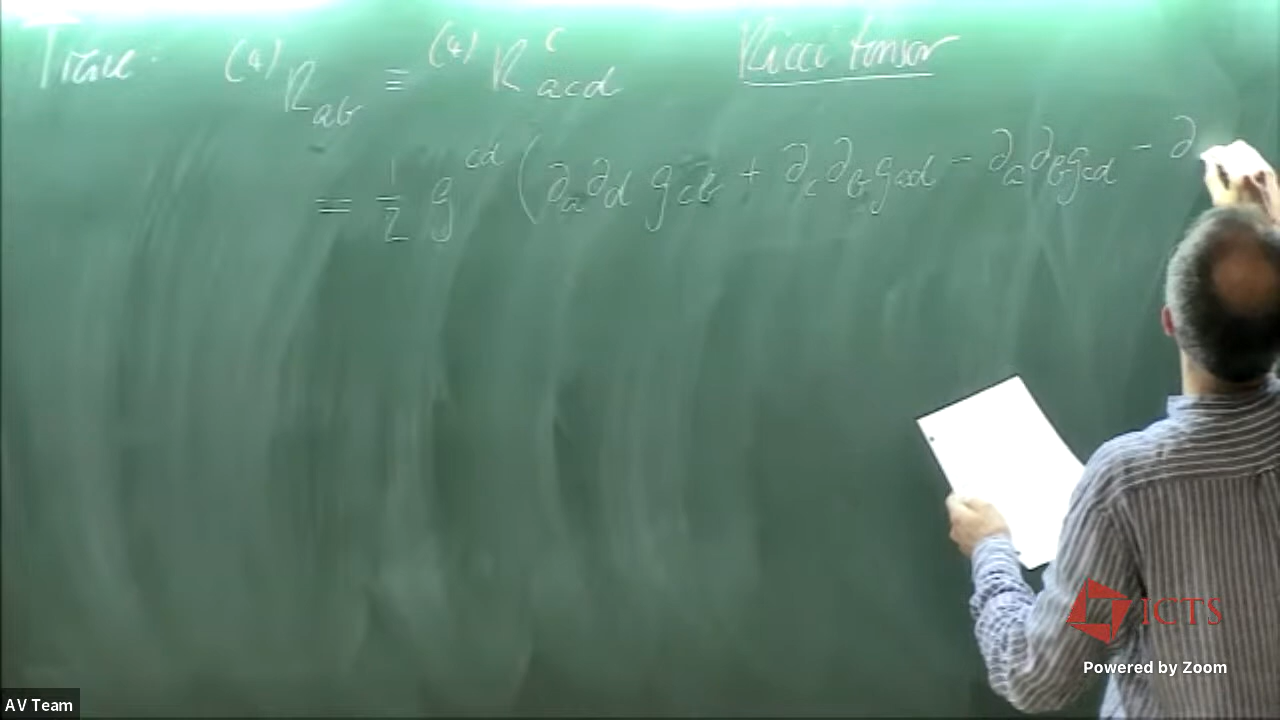 Trace: ⁽⁴⁾R_ab ≡ ⁽⁴⁾R^c_acd Ricci tensor
= 1/2 g^cd (∂_a∂_d g_cb + ∂_c∂_b g_ad − ∂_a∂_b g_cd − ∂
ICTS
Powered by Zoom
AV Team